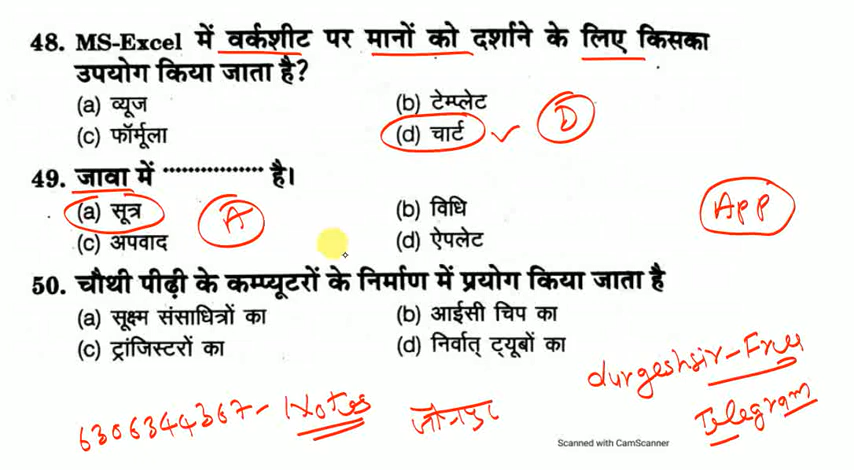 48. MS-Excel में वर्कशीट पर मानों को दर्शाने के लिए किसका
उपयोग किया जाता है?
(a) व्यूज (b) टेम्प्लेट
(c) फॉर्मूला (d) चार्ट D
49. जावा में ................. है।
(a) सूत्र A (b) विधि App
(c) अपवाद (d) ऐपलेट
50. चौथी पीढ़ी के कम्प्यूटरों के निर्माण में प्रयोग किया जाता है
(a) सूक्ष्म संसाधित्रों का (b) आईसी चिप का
(c) ट्रांजिस्टरों का (d) निर्वात् ट्यूबों का
durgeshsir-Free
6306344367- Notes Telegram
Scanned with CamScanner